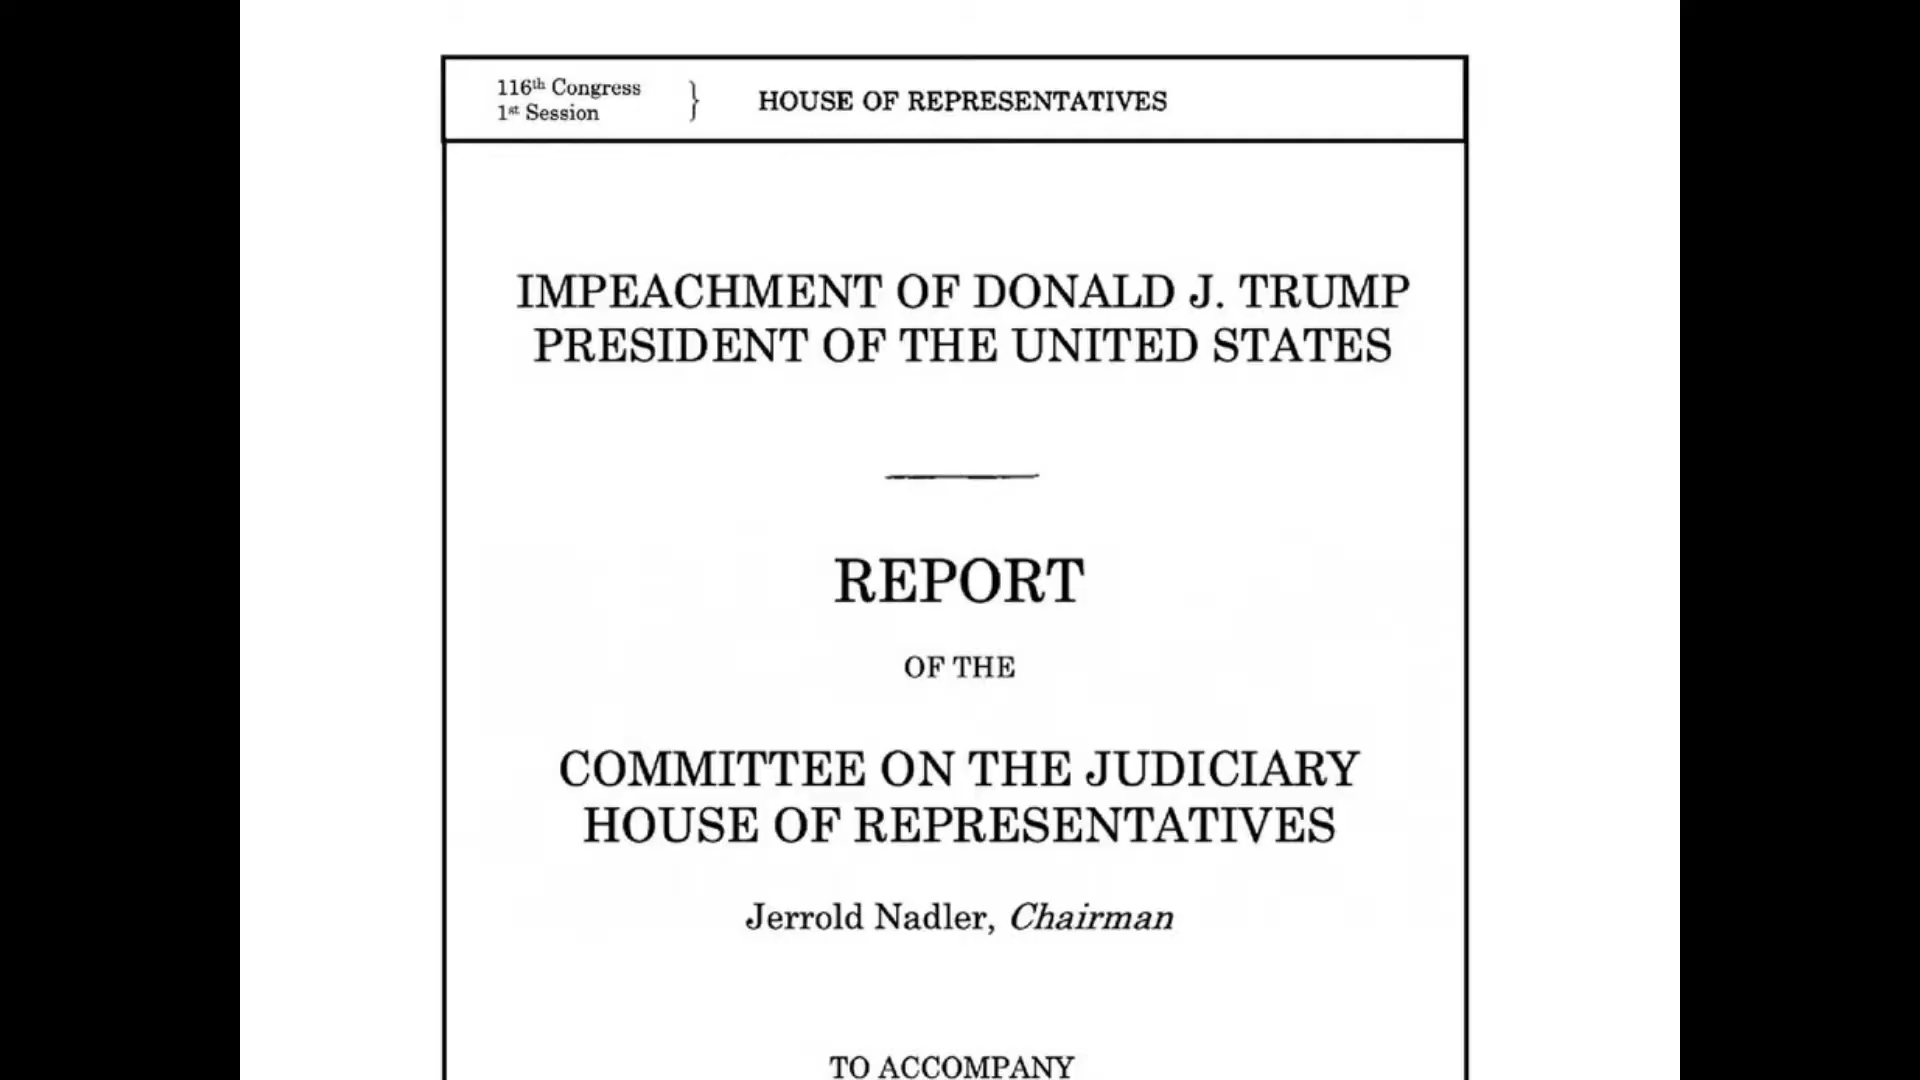 116th Congress
1st Session
}
HOUSE OF REPRESENTATIVES
IMPEACHMENT OF DONALD J. TRUMP
PRESIDENT OF THE UNITED STATES
REPORT
OF THE
COMMITTEE ON THE JUDICIARY
HOUSE OF REPRESENTATIVES
Jerrold Nadler, Chairman
TO ACCOMPANY